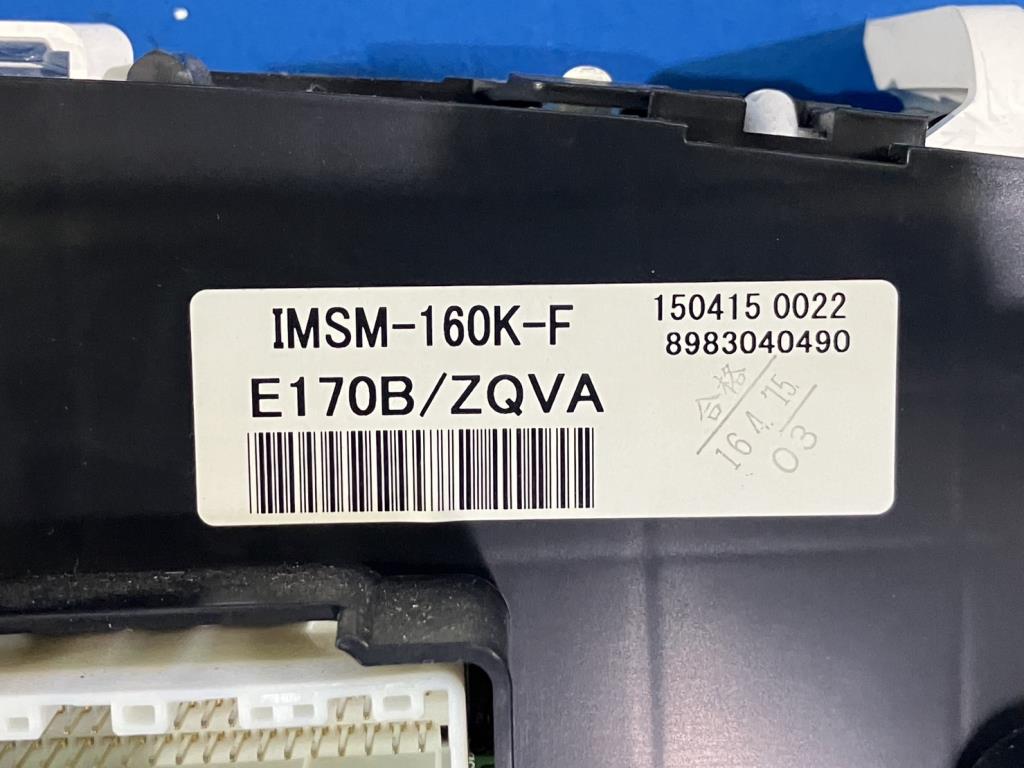 IMSM-160K-F
150415 0022
8983040490
E170B/ZQVA
合格
16 4. 15.
03